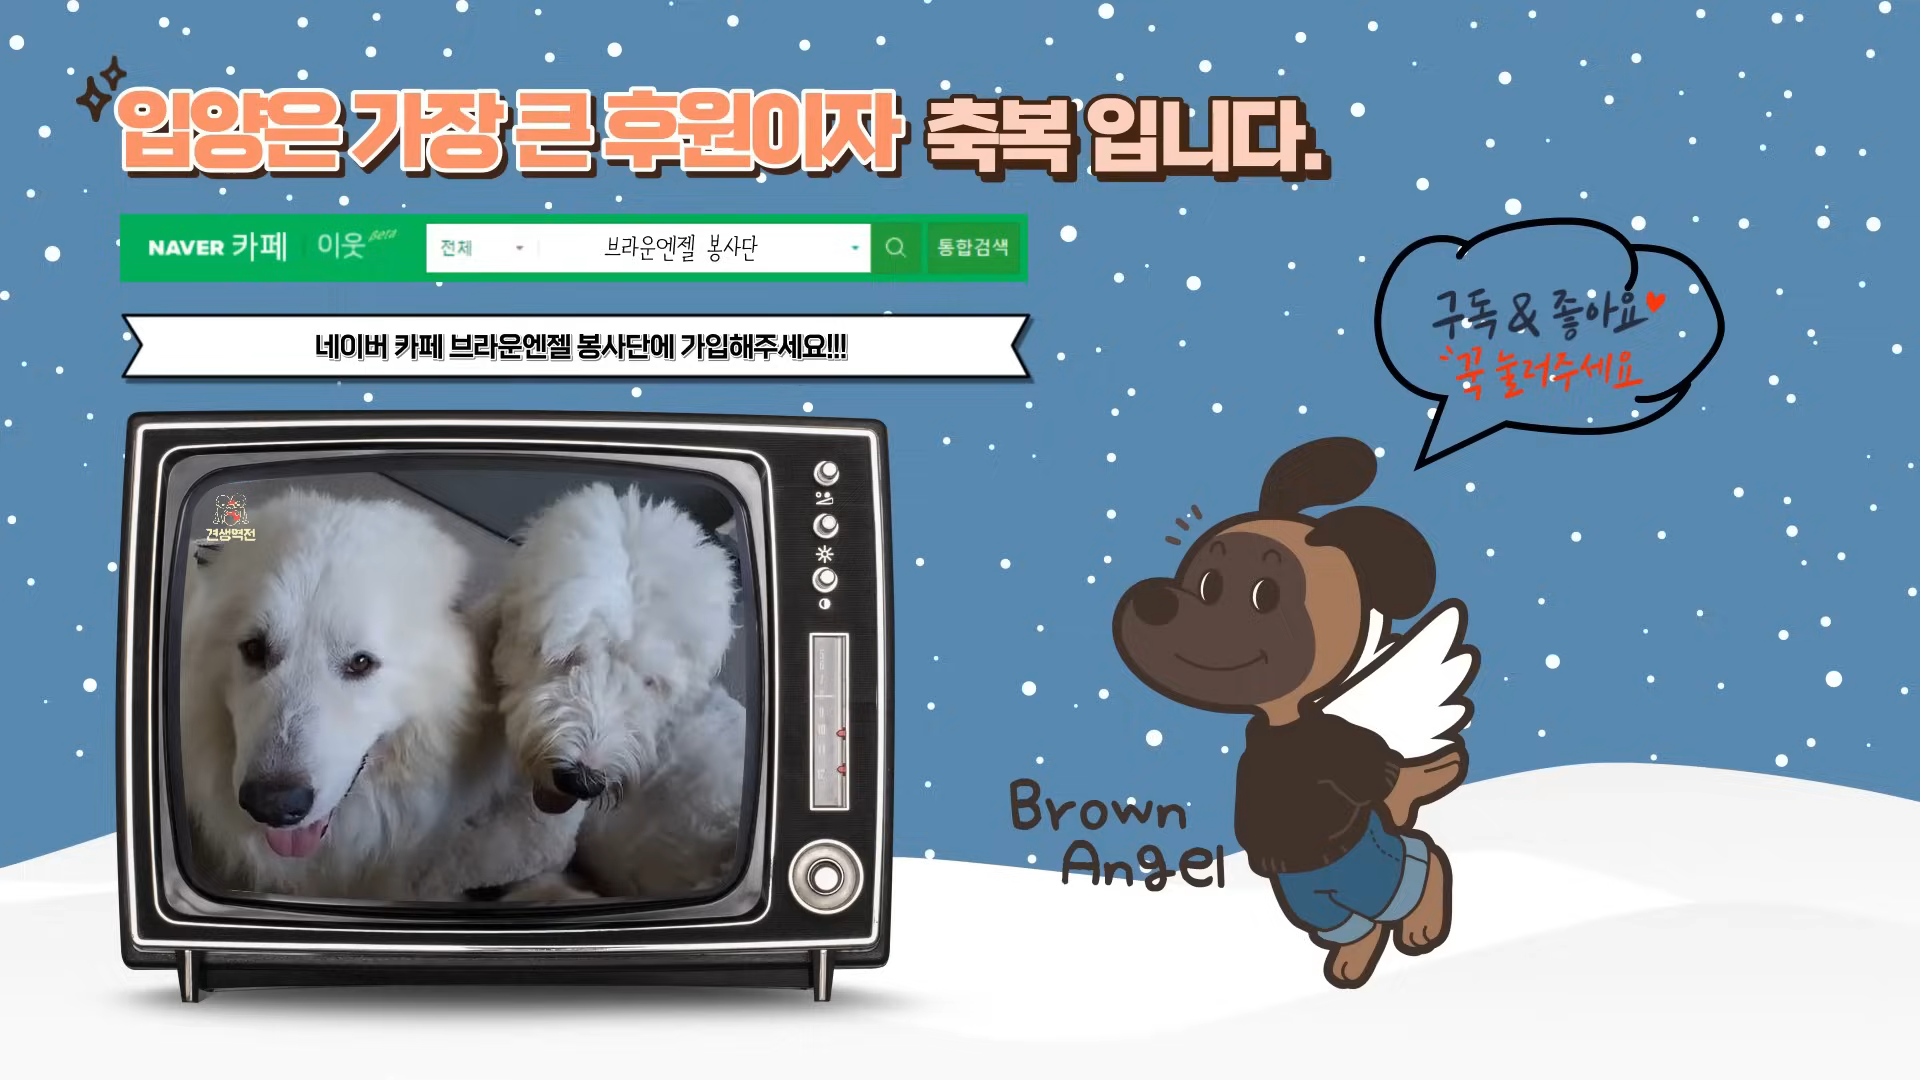 입양은 가장 큰 후원이자 축복 입니다.
NAVER 카페 이웃 Beta 전체 브라운엔젤 봉사단 통합검색
네이버 카페 브라운엔젤 봉사단에 가입해주세요!!!
구독 & 좋아요
꾹 눌러주세요
견생역전
Brown
Angel